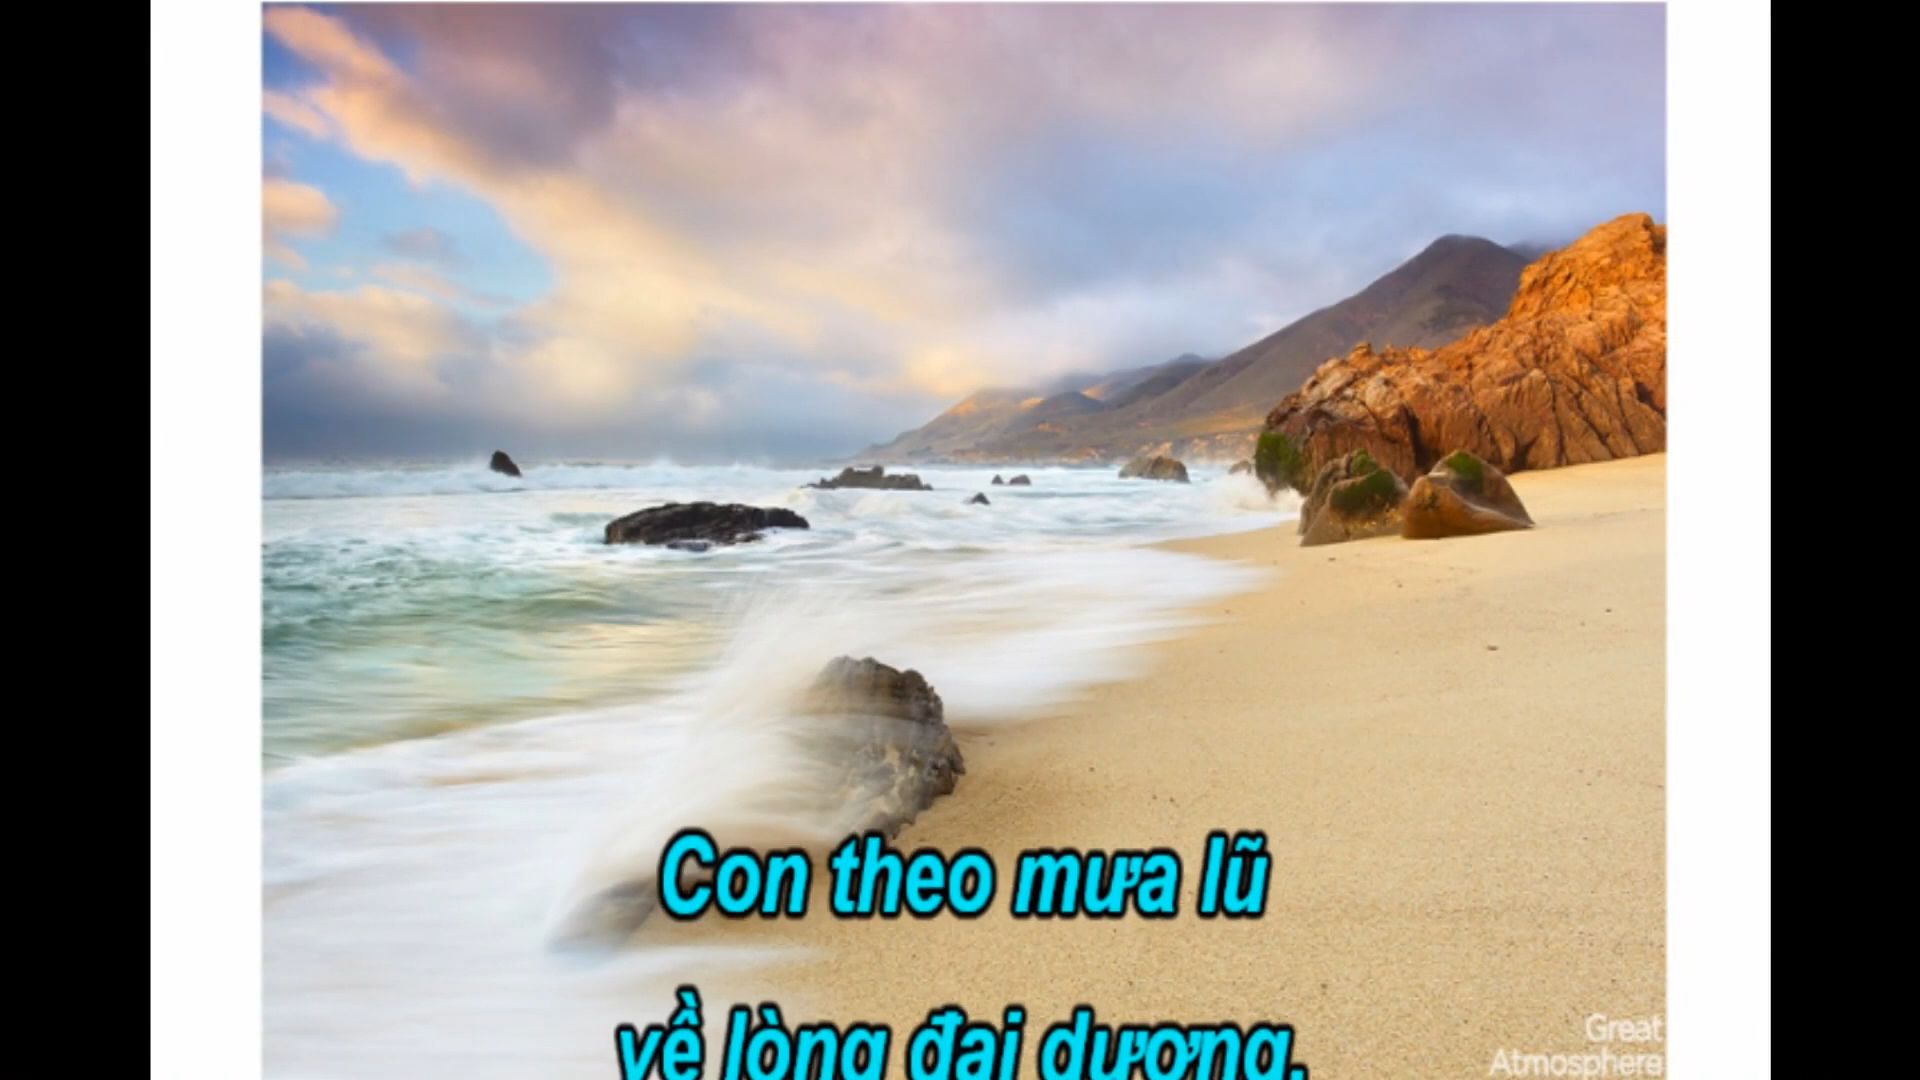 Con theo mưa lũ
về lòng đại dương.
Great
Atmosphere